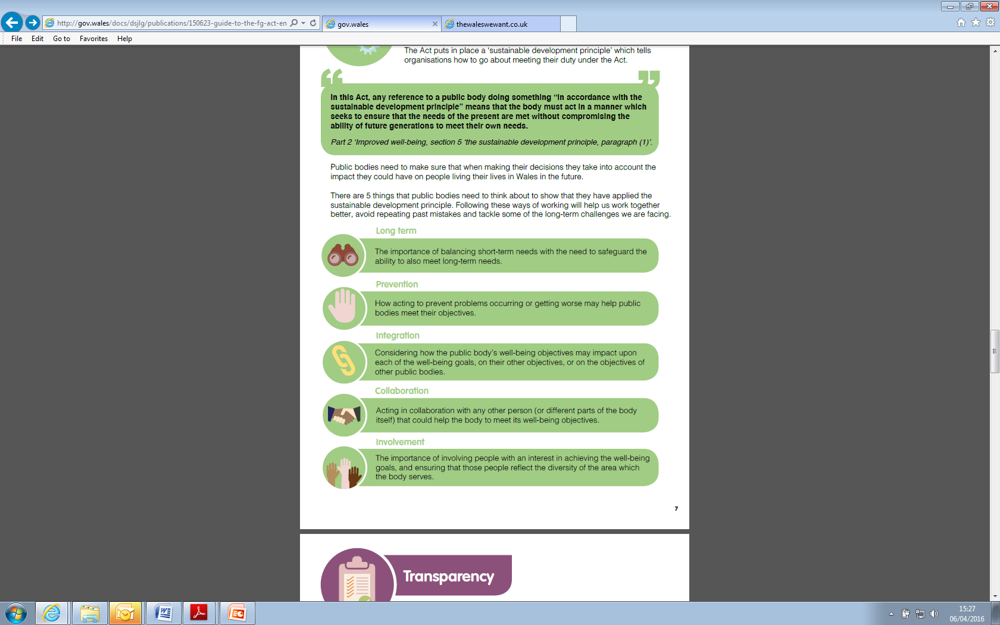 http://gov.wales/docs/dsjlg/publications/150623-guide-to-the-fg-act-en
gov.wales
thewaleswewant.co.uk
File Edit Go to Favorites Help
The Act puts in place a ‘sustainable development principle’ which tells
organisations how to go about meeting their duty under the Act.
“ ”
In this Act, any reference to a public body doing something “in accordance with the
sustainable development principle” means that the body must act in a manner which
seeks to ensure that the needs of the present are met without compromising the
ability of future generations to meet their own needs.
Part 2 ‘Improved well-being, section 5 ‘the sustainable development principle, paragraph (1)’.
Public bodies need to make sure that when making their decisions they take into account the
impact they could have on people living their lives in Wales in the future.
There are 5 things that public bodies need to think about to show that they have applied the
sustainable development principle. Following these ways of working will help us work together
better, avoid repeating past mistakes and tackle some of the long-term challenges we are facing.
Long term
The importance of balancing short-term needs with the need to safeguard the
ability to also meet long-term needs.
Prevention
How acting to prevent problems occurring or getting worse may help public
bodies meet their objectives.
Integration
Considering how the public body’s well-being objectives may impact upon
each of the well-being goals, on their other objectives, or on the objectives of
other public bodies.
Collaboration
Acting in collaboration with any other person (or different parts of the body
itself) that could help the body to meet its well-being objectives.
Involvement
The importance of involving people with an interest in achieving the well-being
goals, and ensuring that those people reflect the diversity of the area which
the body serves.
7
Transparency
15:27
06/04/2016